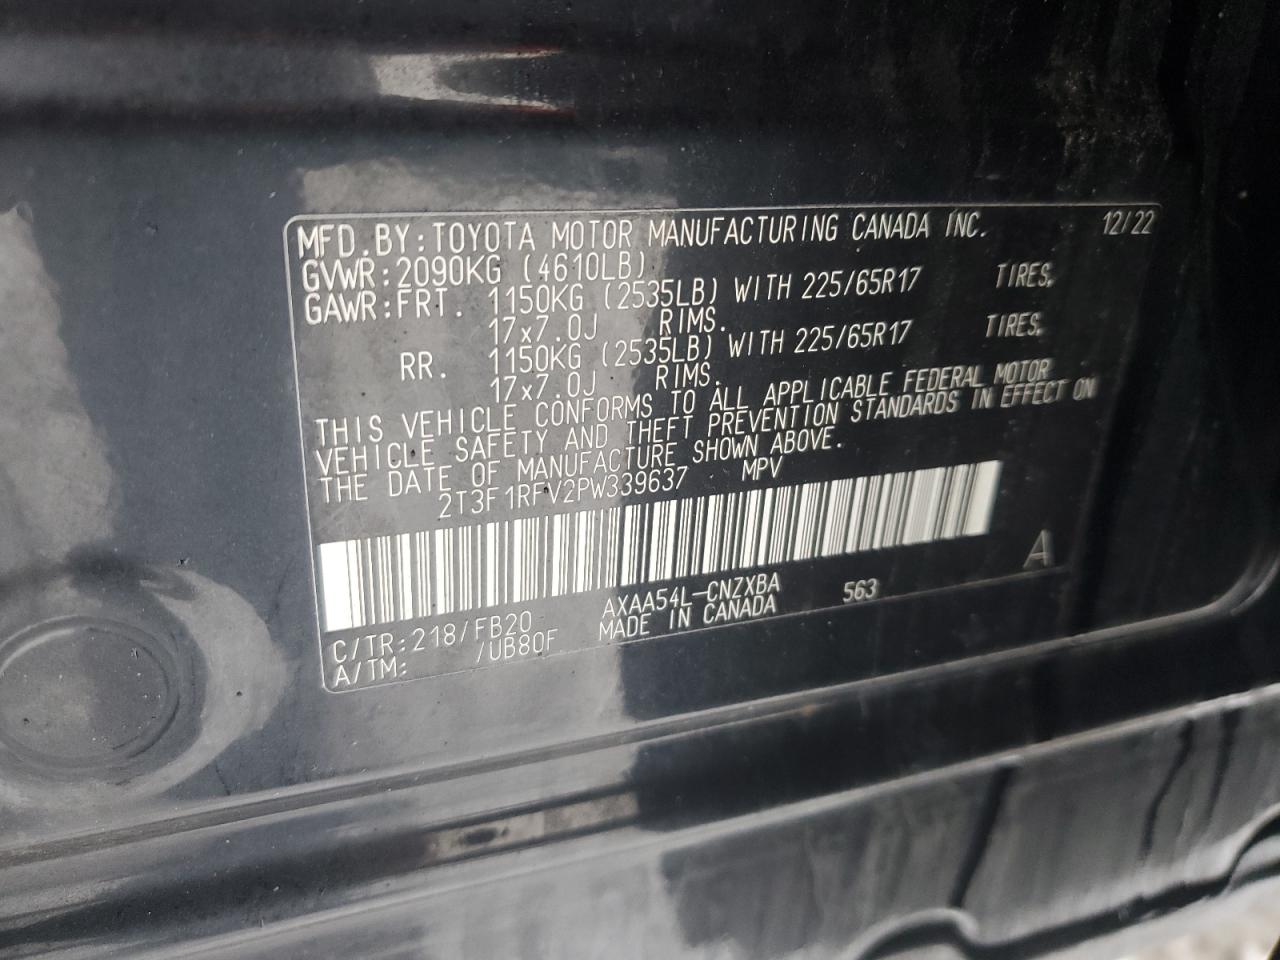 MFD.BY:TOYOTA MOTOR MANUFACTURING CANADA INC. 12/22
GVWR:2090KG (4610LB)
GAWR:FRT. 1150KG (2535LB) WITH 225/65R17 TIRES,
17x7.0J RIMS.
RR. 1150KG (2535LB) WITH 225/65R17 TIRES,
17x7.0J RIMS.
THIS VEHICLE CONFORMS TO ALL APPLICABLE FEDERAL MOTOR
VEHICLE SAFETY AND THEFT PREVENTION STANDARDS IN EFFECT ON
THE DATE OF MANUFACTURE SHOWN ABOVE.
2T3F1RFV2PW339637 MPV
A
C/TR:218/FB20 AXAA54L-CNZXBA 563
A/TM: /UB80F MADE IN CANADA